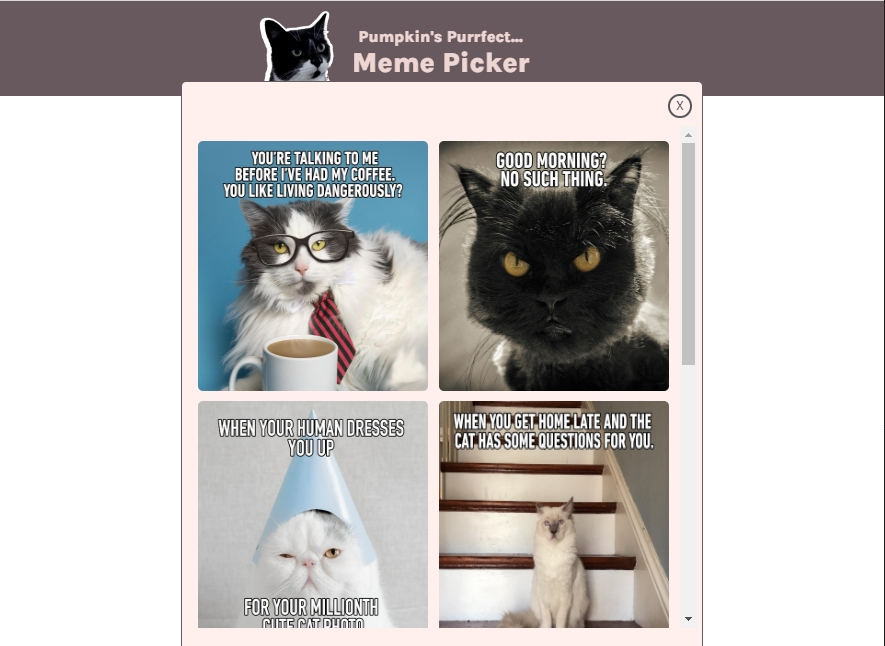 Pumpkin's Purrfect...
Meme Picker
X
YOU'RE TALKING TO ME
BEFORE I'VE HAD MY COFFEE.
YOU LIKE LIVING DANGEROUSLY?
GOOD MORNING?
NO SUCH THING.
WHEN YOUR HUMAN DRESSES
YOU UP
FOR YOUR MILLIONTH
CUTE CAT PHOTO
WHEN YOU GET HOME LATE AND THE
CAT HAS SOME QUESTIONS FOR YOU.